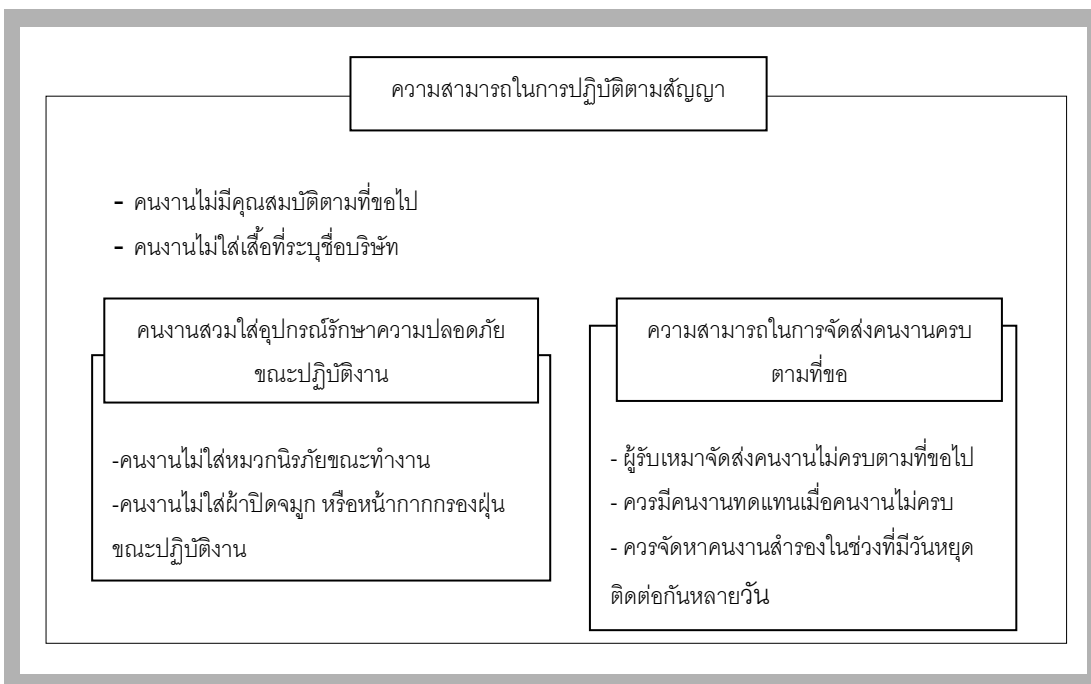 ความสามารถในการปฏิบัติตามสัญญา
- คนงานไม่มีคุณสมบัติตามที่ขอไป
- คนงานไม่ใส่เสื้อที่ระบุชื่อบริษัท
คนงานสวมใส่อุปกรณ์รักษาความปลอดภัย
ขณะปฏิบัติงาน
-คนงานไม่ใส่หมวกนิรภัยขณะทำงาน
-คนงานไม่ใส่ผ้าปิดจมูก หรือหน้ากากกรองฝุ่น
ขณะปฏิบัติงาน
ความสามารถในการจัดส่งคนงานครบ
ตามที่ขอ
- ผู้รับเหมาจัดส่งคนงานไม่ครบตามที่ขอไป
- ควรมีคนงานทดแทนเมื่อคนงานไม่ครบ
- ควรจัดหาคนงานสำรองในช่วงที่มีวันหยุด
ติดต่อกันหลายวัน